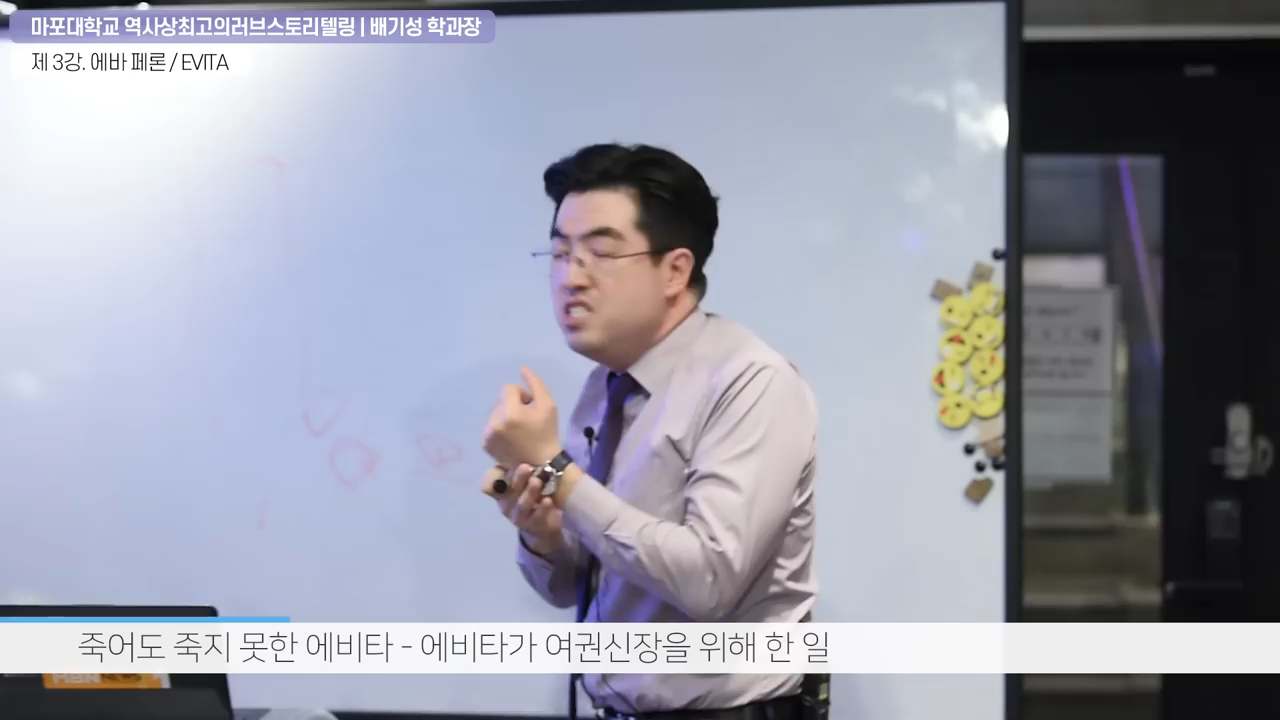 마포대학교 역사상최고의러브스토리텔링 | 배기성 학과장
제 3강. 에바 페론 / EVITA
죽어도 죽지 못한 에비타 - 에비타가 여권신장을 위해 한 일
MBN